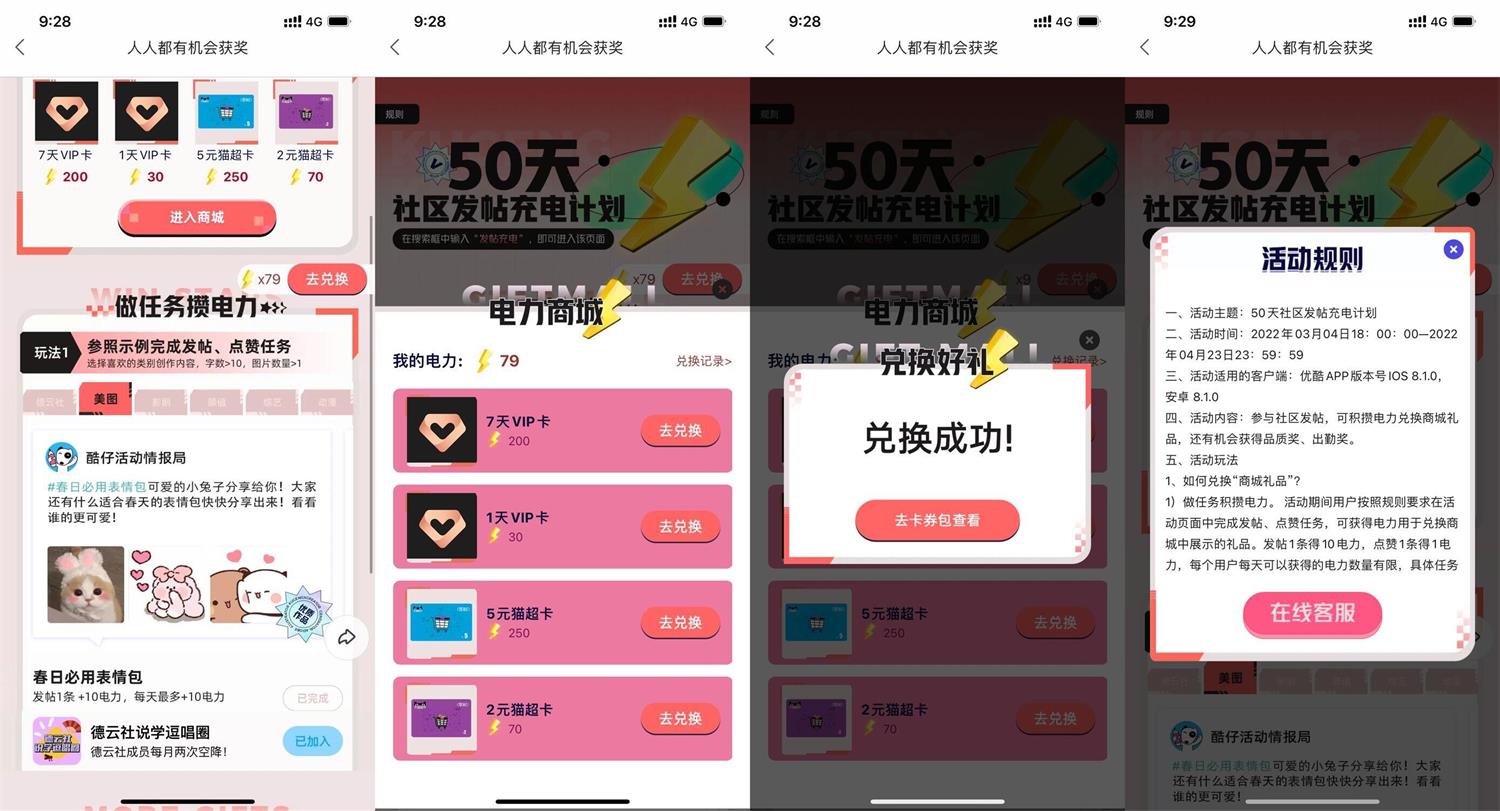 9:28
4G
人人都有机会获奖
7天VIP卡
1天VIP卡
5元猫超卡
2元猫超卡
200
30
250
70
进入商城
x79
去兑换
做任务攒电力
玩法1
参照示例完成发帖、点赞任务
选择喜欢的类别创作内容，字数>10，图片数量>1
德云社
美图
影剧
颜值
综艺
动漫
酷仔活动情报局
#春日必用表情包可爱的小兔子分享给你！大家
还有什么适合春天的表情包快快分享出来！看看
谁的更可爱！
优质
作品
春日必用表情包
发帖1条 +10电力，每天最多+10电力
已完成
德云社
说学逗唱圈
德云社说学逗唱圈
德云社成员每月两次空降！
已加入
MORE GIFTS
9:28
4G
人人都有机会获奖
规则
50天
社区发帖充电计划
在搜索框中输入“发帖充电”，即可进入该页面
x79
去兑换
电力商城
我的电力：
79
兑换记录>
7天VIP卡
200
去兑换
1天VIP卡
30
去兑换
5元猫超卡
250
去兑换
2元猫超卡
70
去兑换
9:28
4G
人人都有机会获奖
规则
50天
社区发帖充电计划
在搜索框中输入“发帖充电”，即可进入该页面
x9
去兑换
电力商城
我的电力：
兑换记录>
兑换好礼
兑换成功!
去卡券包查看
5元猫超卡
250
去兑换
2元猫超卡
70
去兑换
9:29
4G
人人都有机会获奖
规则
50天
社区发帖充电计划
活动规则
一、活动主题：50天社区发帖充电计划
二、活动时间：2022年03月04日18：00：00—2022
年04月23日23：59：59
三、活动适用的客户端：优酷APP版本号IOS 8.1.0，
安卓 8.1.0
四、活动内容：参与社区发帖，可积攒电力兑换商城礼
品，还有机会获得品质奖、出勤奖。
五、活动玩法
1、如何兑换“商城礼品”？
1）做任务积攒电力。 活动期间用户按照规则要求在活
动页面中完成发帖、点赞任务，可获得电力用于兑换商
城中展示的礼品。发帖1条得10电力，点赞1条得1电
力，每个用户每天可以获得的电力数量有限，具体任务
在线客服
美图
酷仔活动情报局
#春日必用表情包可爱的小兔子分享给你！大家
还有什么适合春天的表情包快快分享出来！看看
谁的更可爱！